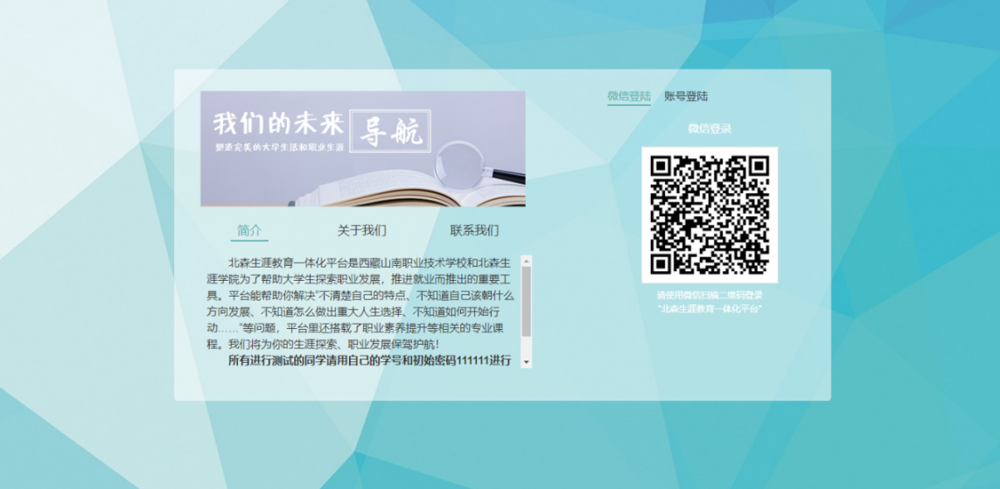 我们的未来 导航
塑造完美的大学生活和职业生涯
简介 关于我们 联系我们
北森生涯教育一体化平台是西藏山南职业技术学校和北森生
涯学院为了帮助大学生探索职业发展，推进就业而推出的重要工
具。平台能帮助你解决“不清楚自己的特点、不知道自己该朝什么
方向发展、不知道怎么做出重大人生选择、不知道如何开始行
动……”等问题，平台里还搭载了职业素养提升等相关的专业课
程。我们将为你的生涯探索、职业发展保驾护航！
所有进行测试的同学请用自己的学号和初始密码111111进行
微信登陆 账号登陆
微信登录
请使用微信扫描二维码登录
“北森生涯教育一体化平台”